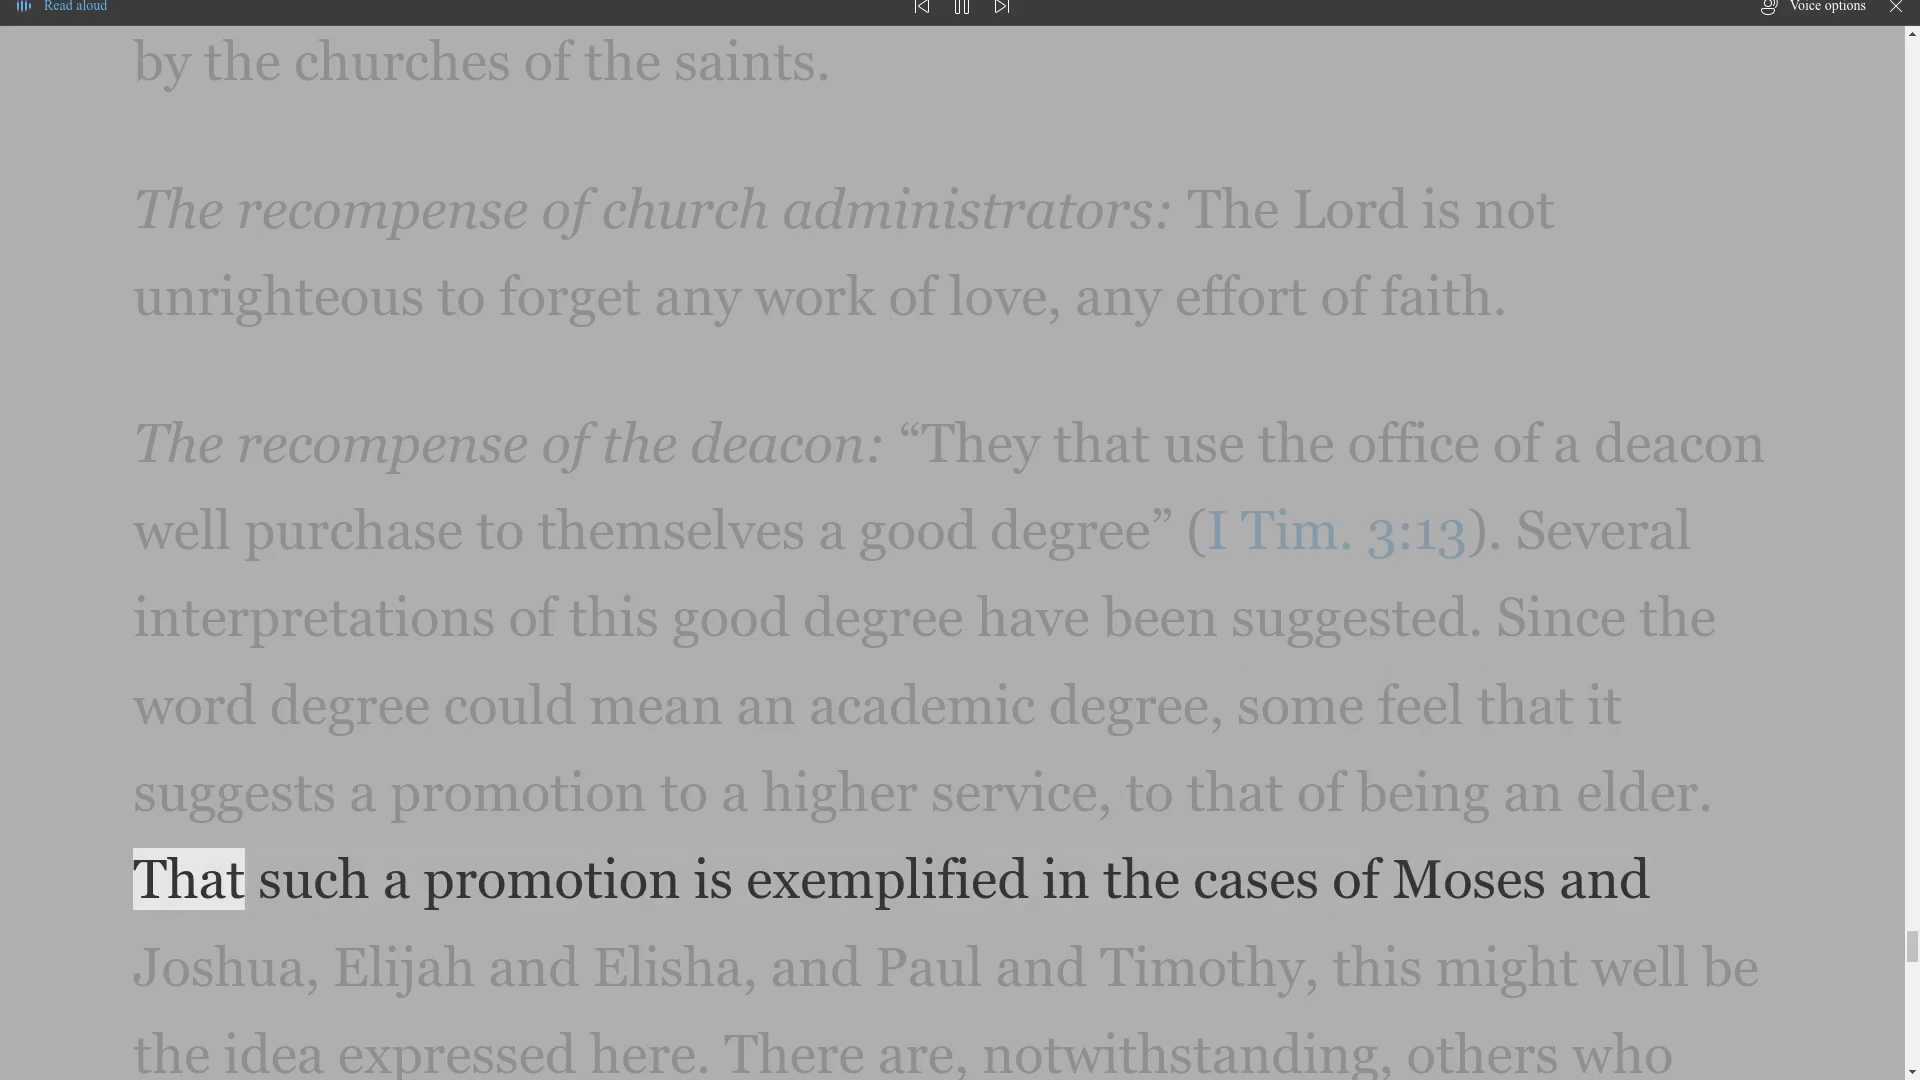 Read aloud
Voice options
by the churches of the saints.
The recompense of church administrators: The Lord is not
unrighteous to forget any work of love, any effort of faith.
The recompense of the deacon: “They that use the office of a deacon
well purchase to themselves a good degree” (I Tim. 3:13). Several
interpretations of this good degree have been suggested. Since the
word degree could mean an academic degree, some feel that it
suggests a promotion to a higher service, to that of being an elder.
That such a promotion is exemplified in the cases of Moses and
Joshua, Elijah and Elisha, and Paul and Timothy, this might well be
the idea expressed here. There are, notwithstanding, others who